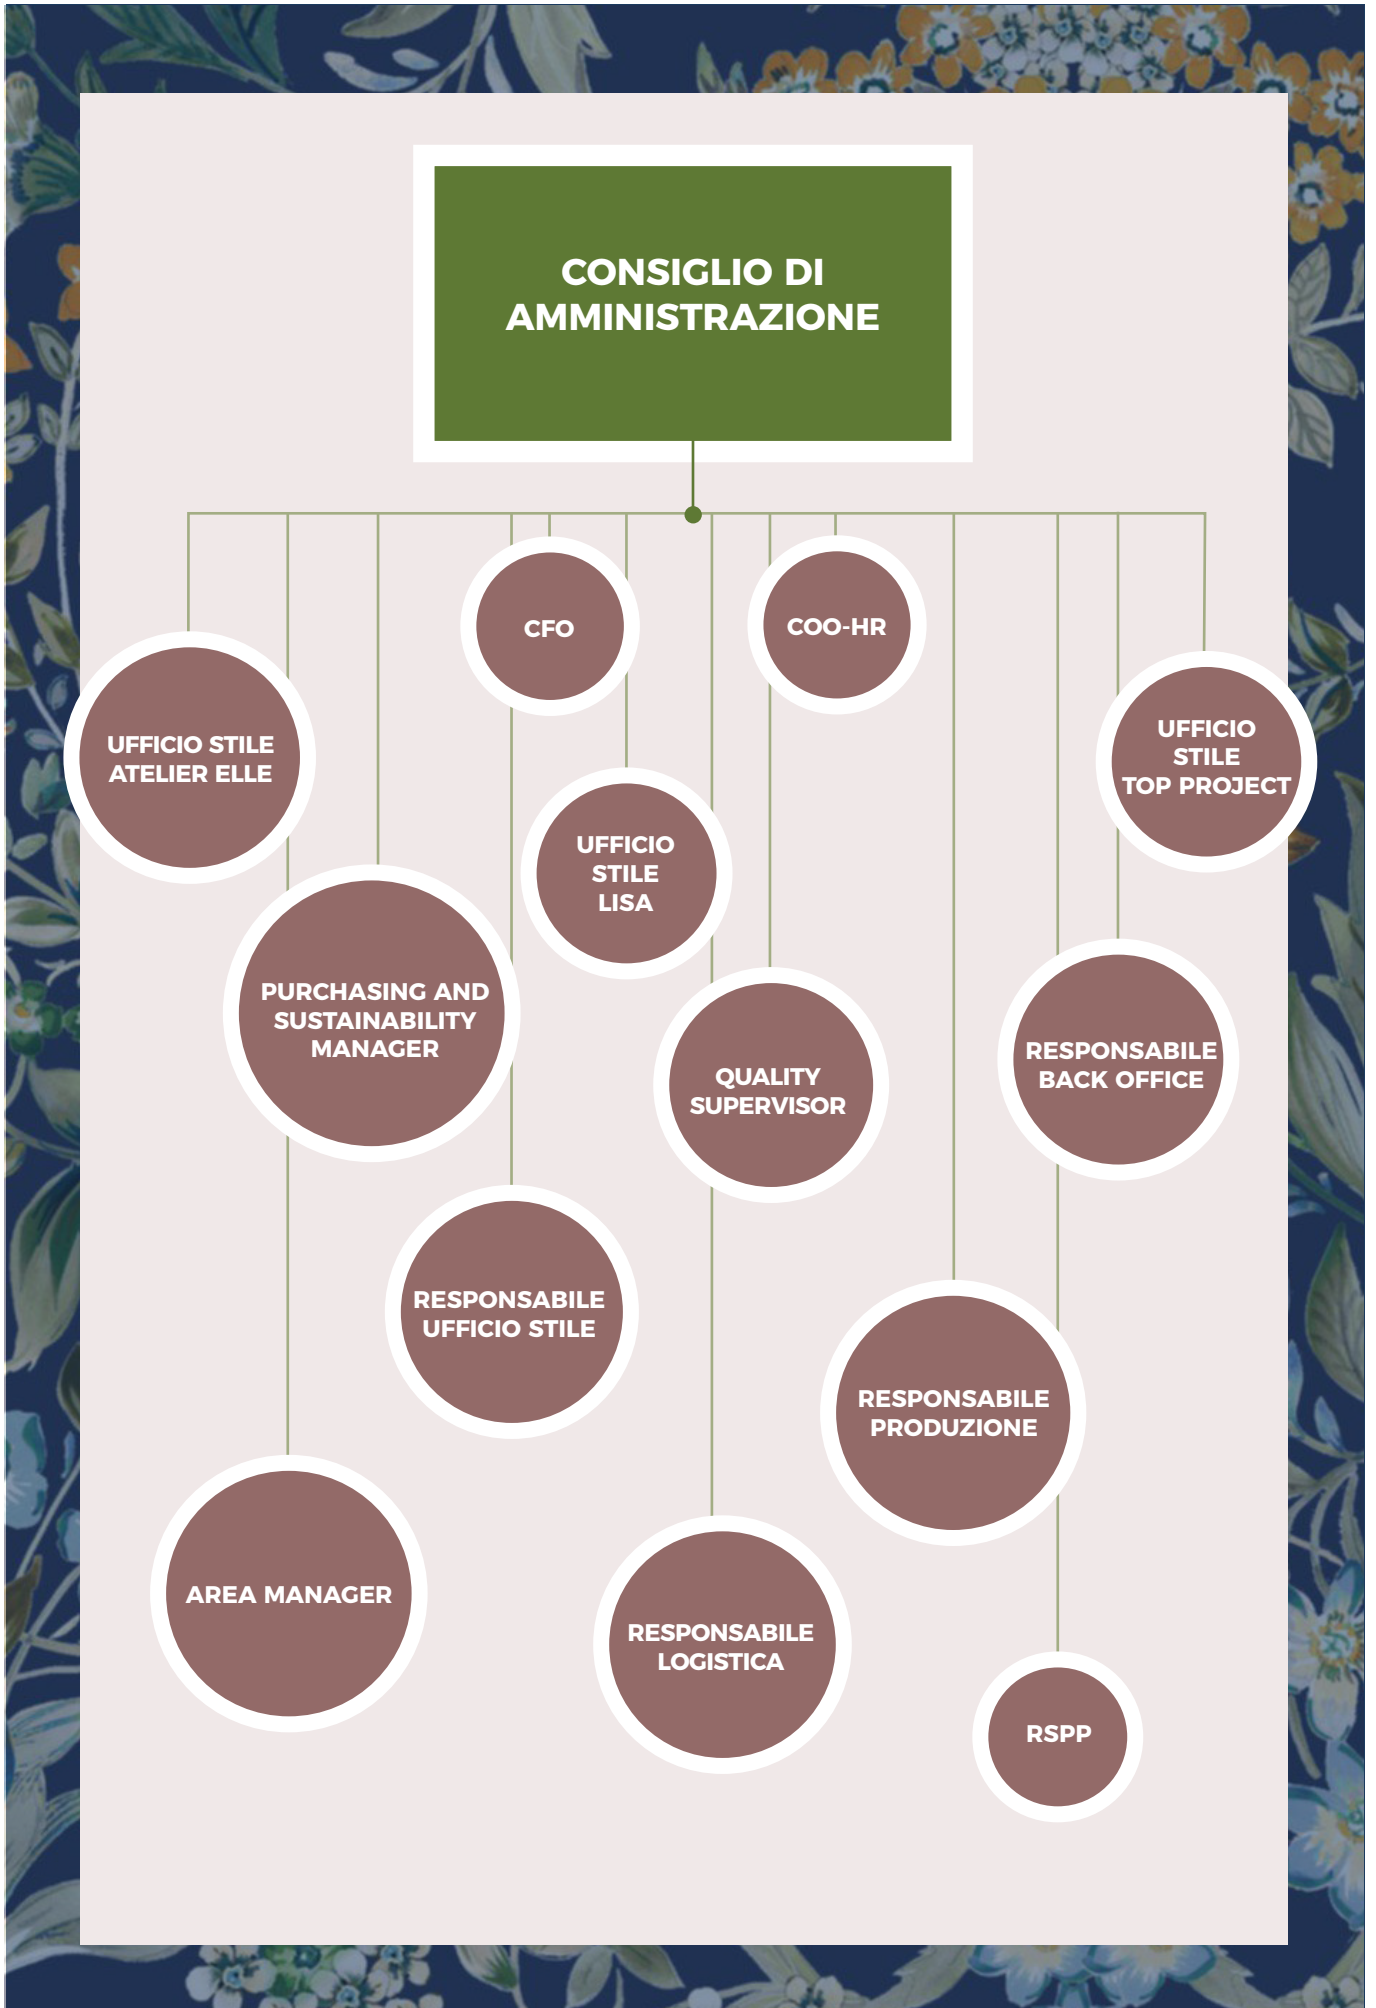 CONSIGLIO DI
AMMINISTRAZIONE
CFO
COO-HR
UFFICIO STILE
ATELIER ELLE
UFFICIO
STILE
TOP PROJECT
UFFICIO
STILE
LISA
PURCHASING AND
SUSTAINABILITY
MANAGER
QUALITY
SUPERVISOR
RESPONSABILE
BACK OFFICE
RESPONSABILE
UFFICIO STILE
RESPONSABILE
PRODUZIONE
AREA MANAGER
RESPONSABILE
LOGISTICA
RSPP